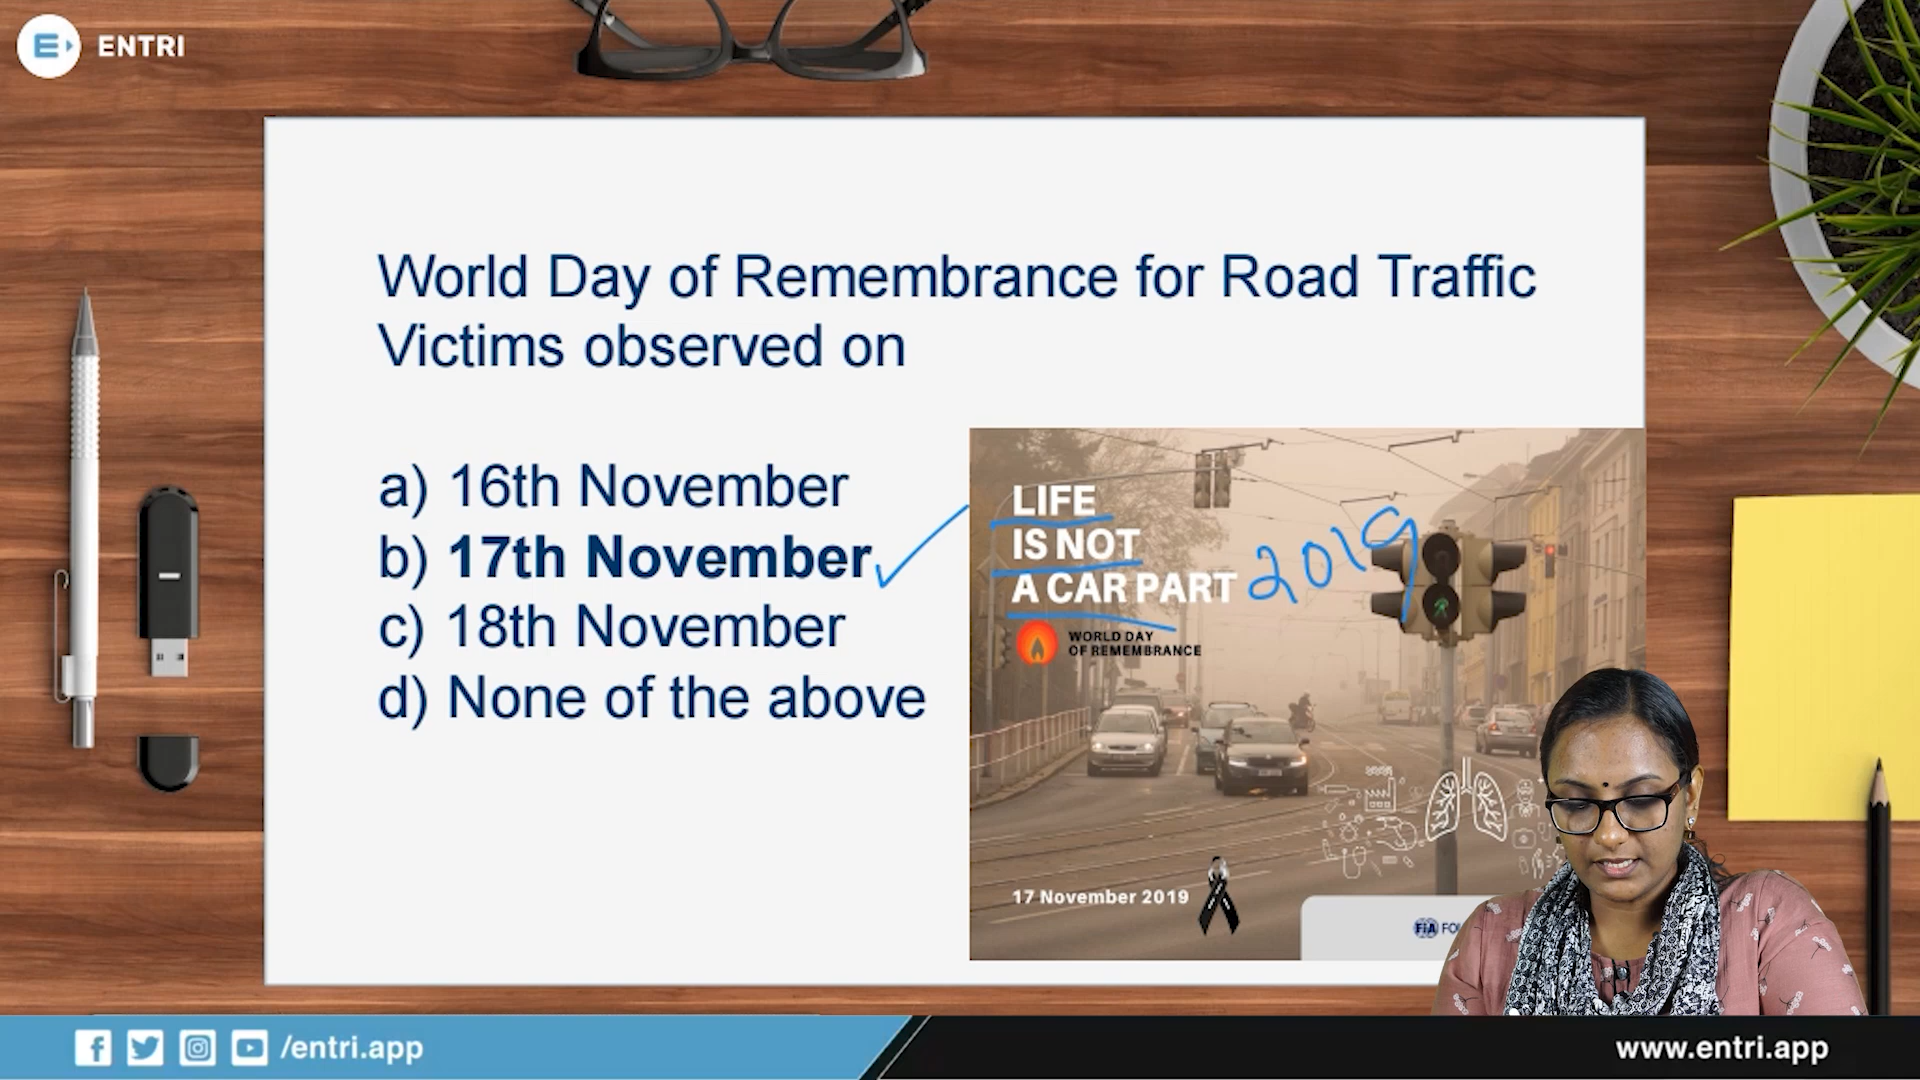 ENTRI
World Day of Remembrance for Road Traffic
Victims observed on
a) 16th November
b) 17th November
c) 18th November
d) None of the above
LIFE
IS NOT
A CAR PART
2019
WORLD DAY
OF REMEMBRANCE
17 November 2019
FiA
/entri.app
www.entri.app